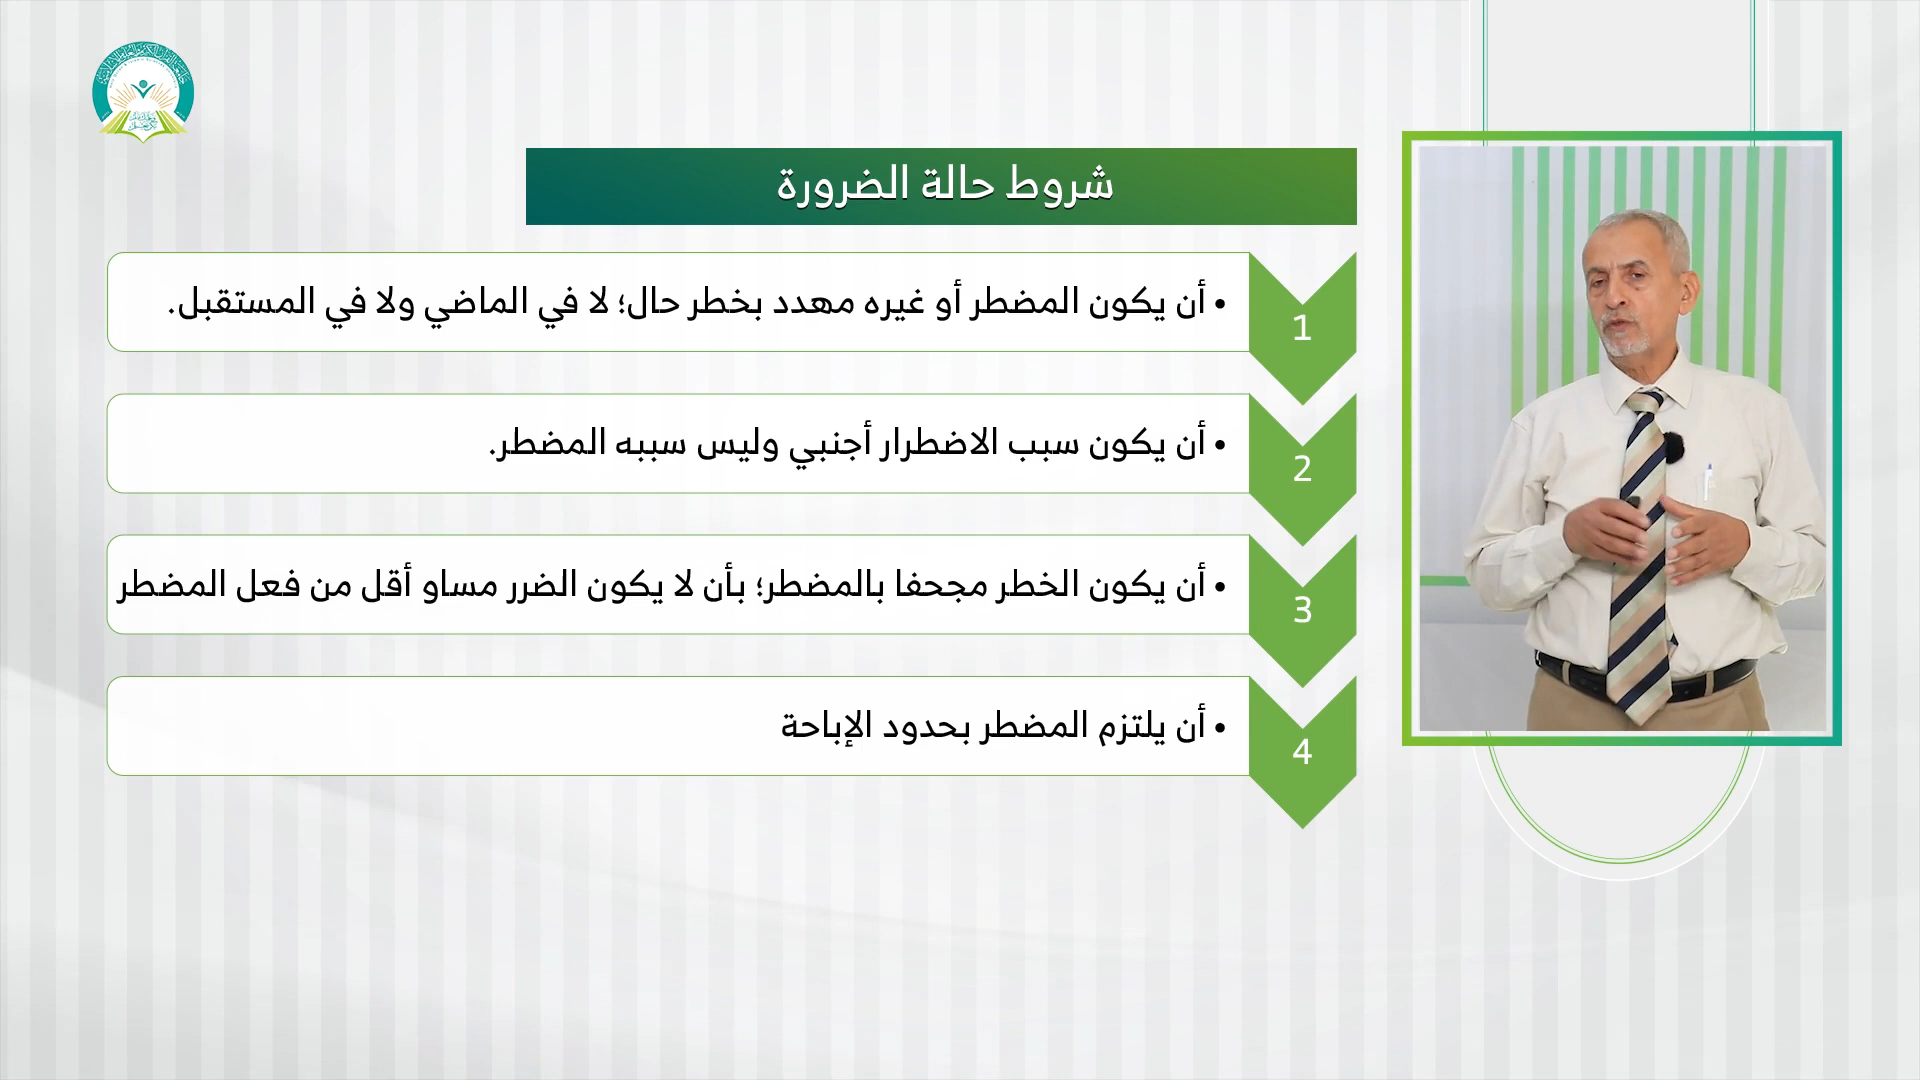 شروط حالة الضرورة
1
• أن يكون المضطر أو غيره مهدد بخطر حال؛ لا في الماضي ولا في المستقبل.
2
• أن يكون سبب الاضطرار أجنبي وليس سببه المضطر.
3
• أن يكون الخطر مجحفا بالمضطر؛ بأن لا يكون الضرر مساو أقل من فعل المضطر
4
• أن يلتزم المضطر بحدود الإباحة